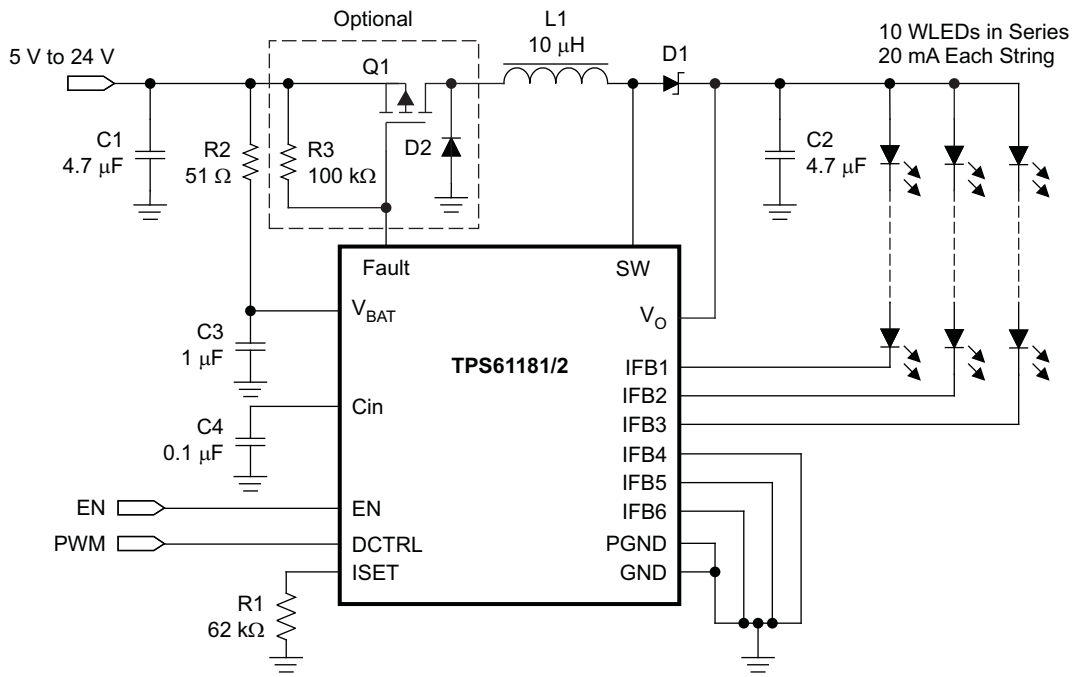 Optional
L1
10 μH
10 WLEDs in Series
20 mA Each String
5 V to 24 V
Q1
D1
C1
4.7 μF
R2
51 Ω
R3
100 kΩ
D2
C2
4.7 μF
Fault
SW
VBAT
VO
C3
1 μF
TPS61181/2
IFB1
IFB2
IFB3
Cin
C4
0.1 μF
IFB4
IFB5
IFB6
EN
EN
PWM
DCTRL
PGND
ISET
GND
R1
62 kΩ